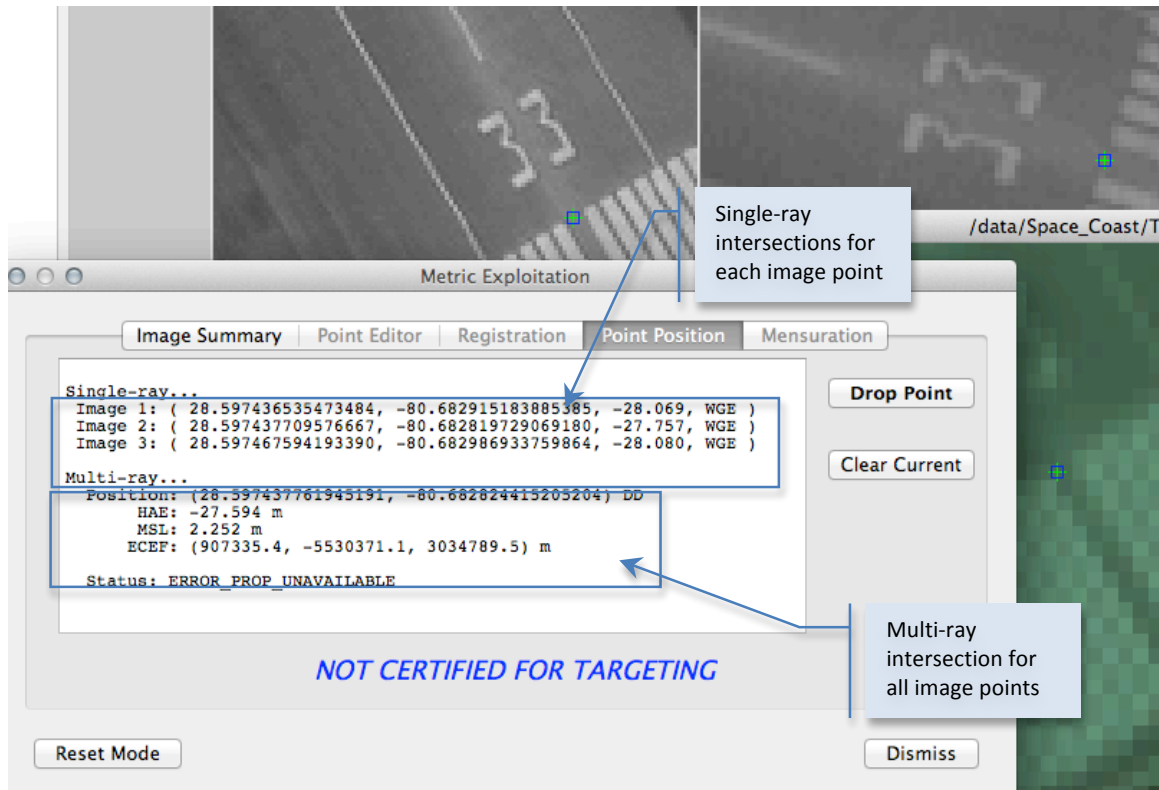 33
33
Single-ray
intersections for
each image point
/data/Space_Coast/T
Metric Exploitation
Image Summary Point Editor Registration Point Position Mensuration
Single-ray...
Image 1: ( 28.597436535473484, -80.682915183885385, -28.069, WGE )
Image 2: ( 28.597437709576667, -80.682819729069180, -27.757, WGE )
Image 3: ( 28.597467594193390, -80.682986933759864, -28.080, WGE )
Multi-ray...
Position: (28.597437761945191, -80.682824415205204) DD
HAE: -27.594 m
MSL: 2.252 m
ECEF: (907335.4, -5530371.1, 3034789.5) m
Status: ERROR_PROP_UNAVAILABLE
Drop Point
Clear Current
Multi-ray
intersection for
all image points
NOT CERTIFIED FOR TARGETING
Reset Mode
Dismiss